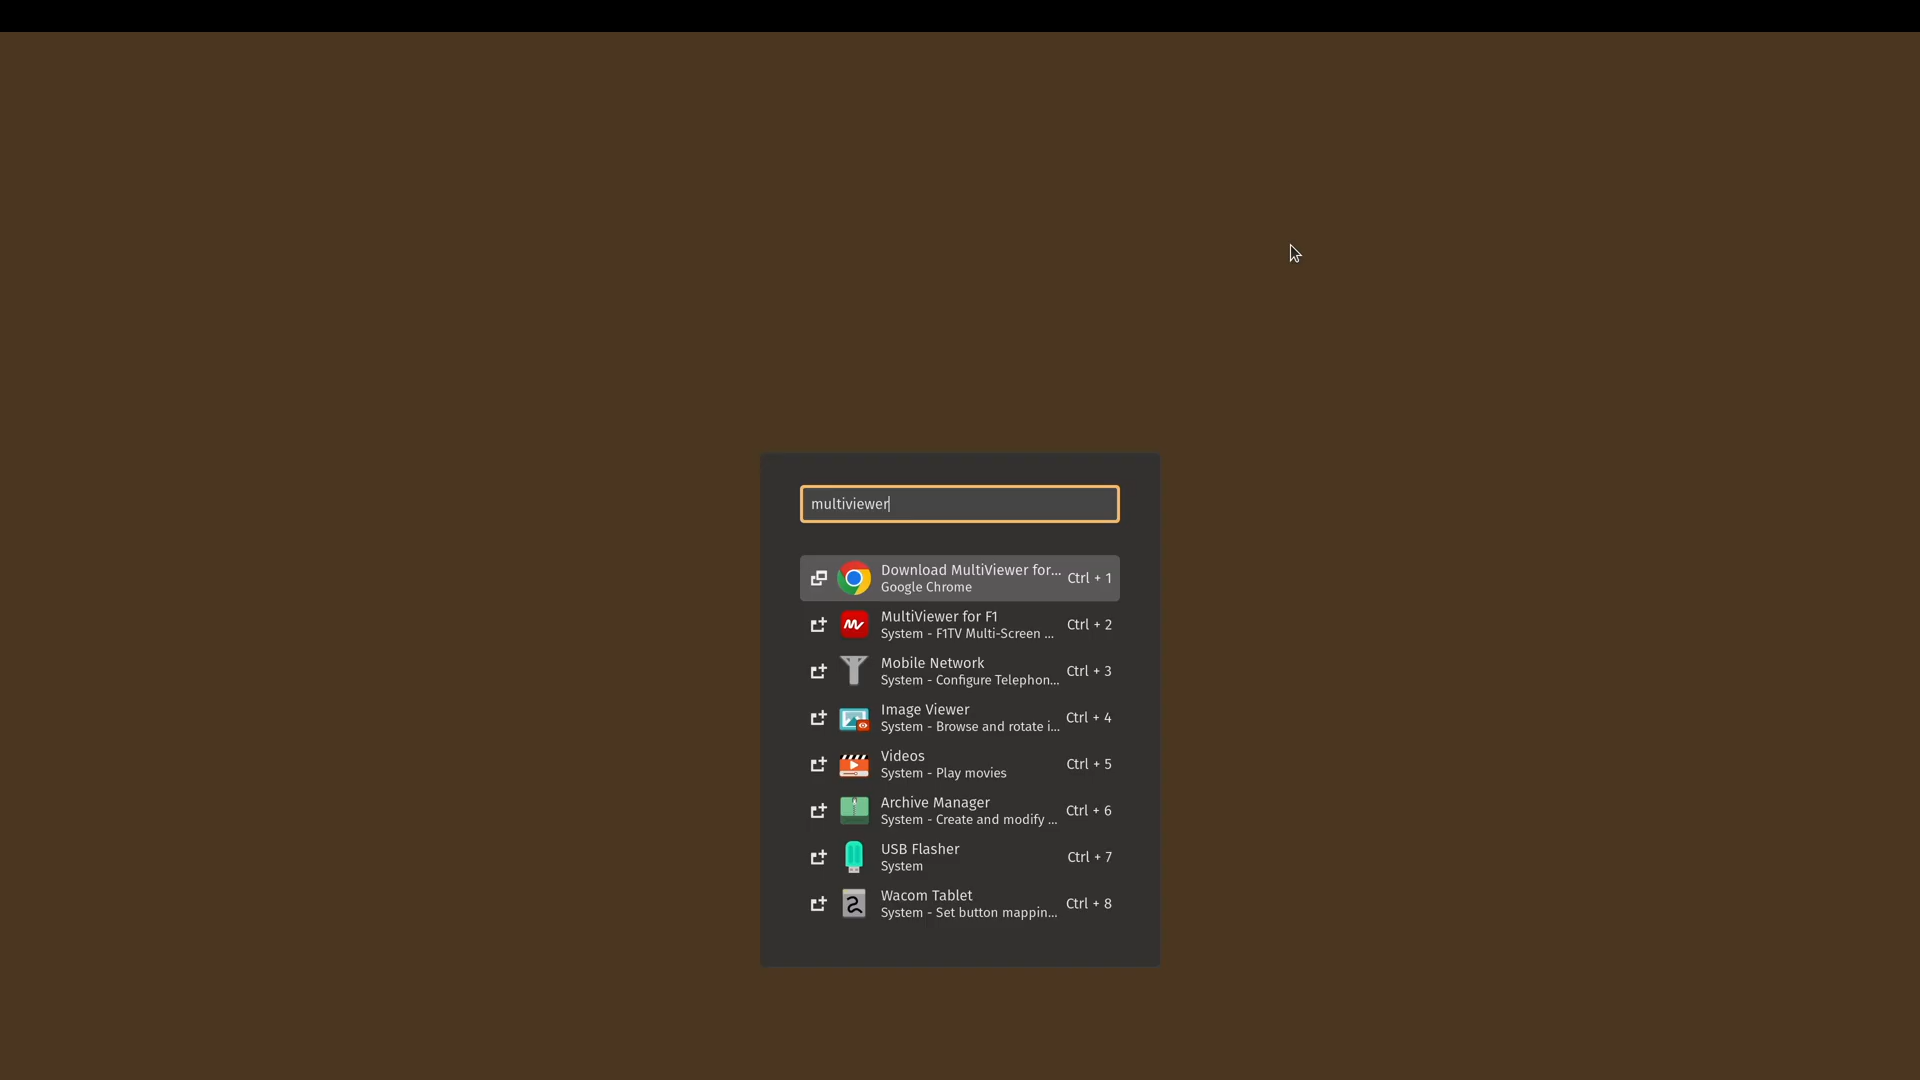 multiviewer
Download MultiViewer for...
Google Chrome
Ctrl + 1
MultiViewer for F1
System - F1TV Multi-Screen ...
Ctrl + 2
Mobile Network
System - Configure Telephon...
Ctrl + 3
Image Viewer
System - Browse and rotate i...
Ctrl + 4
Videos
System - Play movies
Ctrl + 5
Archive Manager
System - Create and modify ...
Ctrl + 6
USB Flasher
System
Ctrl + 7
Wacom Tablet
System - Set button mappin...
Ctrl + 8